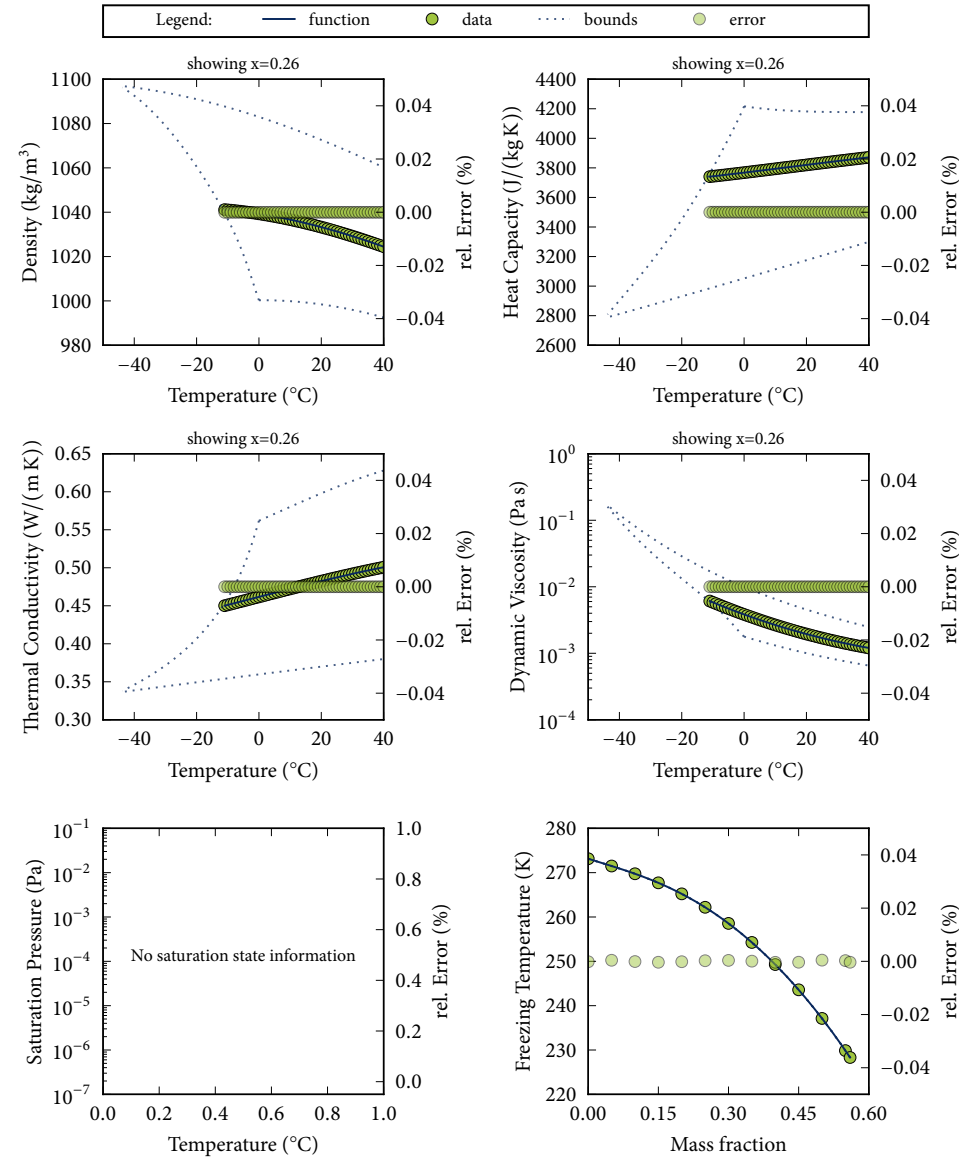 Legend: function data bounds error
showing x=0.26
1100
1080
1060
1040
1020
1000
980
Density (kg/m³)
0.04
0.02
0.00
−0.02
−0.04
rel. Error (%)
−40 −20 0 20 40
Temperature (°C)
showing x=0.26
4400
4200
4000
3800
3600
3400
3200
3000
2800
2600
Heat Capacity (J/(kg K))
0.04
0.02
0.00
−0.02
−0.04
rel. Error (%)
−40 −20 0 20 40
Temperature (°C)
showing x=0.26
0.65
0.60
0.55
0.50
0.45
0.40
0.35
0.30
Thermal Conductivity (W/(m K))
0.04
0.02
0.00
−0.02
−0.04
rel. Error (%)
−40 −20 0 20 40
Temperature (°C)
showing x=0.26
10⁰
10⁻¹
10⁻²
10⁻³
10⁻⁴
Dynamic Viscosity (Pa s)
0.04
0.02
0.00
−0.02
−0.04
rel. Error (%)
−40 −20 0 20 40
Temperature (°C)
10⁻¹
10⁻²
10⁻³
10⁻⁴
10⁻⁵
10⁻⁶
10⁻⁷
Saturation Pressure (Pa)
No saturation state information
1.0
0.8
0.6
0.4
0.2
0.0
rel. Error (%)
0.0 0.2 0.4 0.6 0.8 1.0
Temperature (°C)
280
270
260
250
240
230
220
Freezing Temperature (K)
0.04
0.02
0.00
−0.02
−0.04
rel. Error (%)
0.00 0.15 0.30 0.45 0.60
Mass fraction